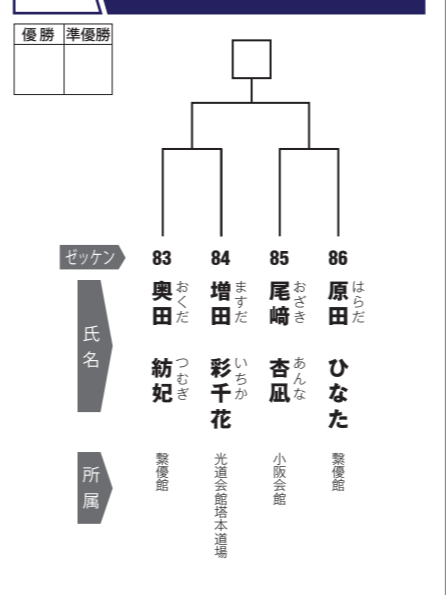 優勝 準優勝
ゼッケン 83 84 85 86
氏名
奥田 紡妃
おくだ つむぎ
増田 彩千花
ますだ いちか
尾﨑 杏凪
おざき あんな
原田 ひなた
はらだ
所属
繋優館
光道会館塔本道場
小阪会館
繋優館